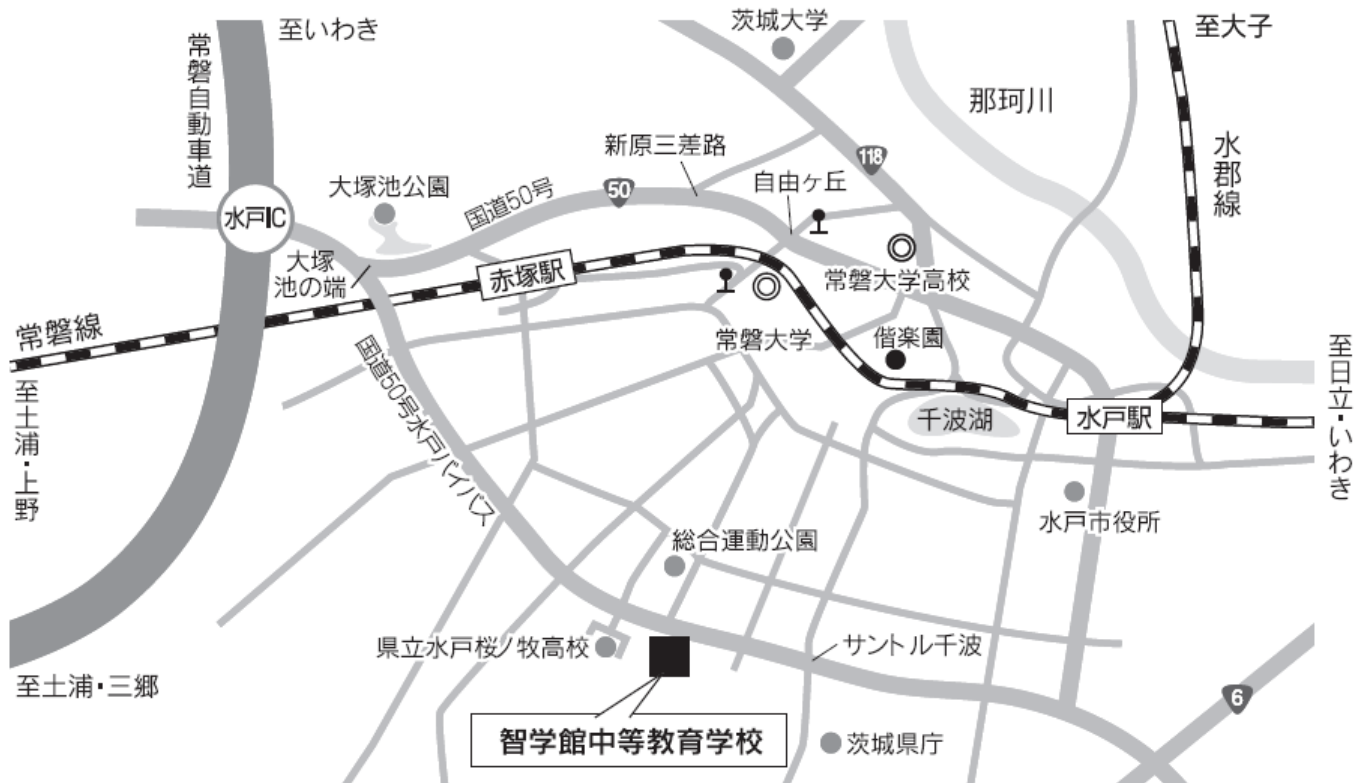 茨城大学
至大子
至いわき
常磐自動車道
那珂川
新原三差路
118
水郡線
大塚池公園
国道50号
50
自由ヶ丘
水戸IC
大塚
池の端
赤塚駅
常磐大学高校
常磐線
常磐大学
偕楽園
国道50号水戸バイパス
千波湖
水戸駅
至日立・いわき
至土浦・上野
水戸市役所
総合運動公園
県立水戸桜ノ牧高校
サントル千波
至土浦・三郷
6
智学館中等教育学校
茨城県庁